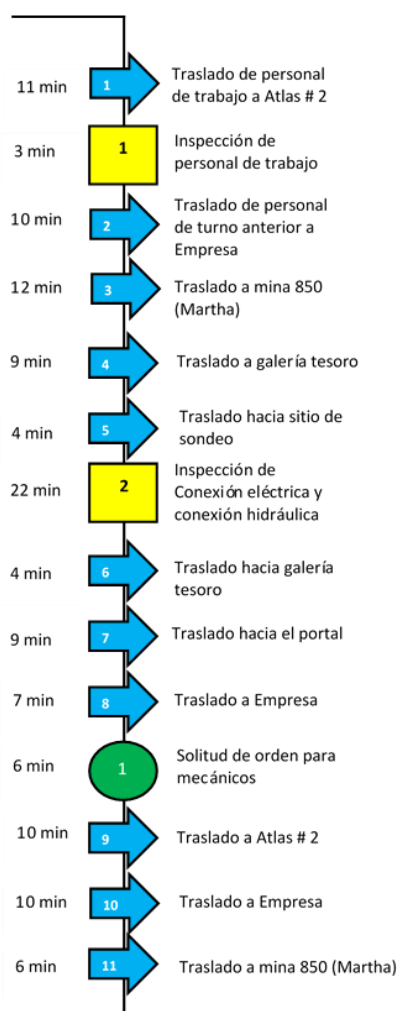 11 min
1
Traslado de personal
de trabajo a Atlas # 2
3 min
1
Inspección de
personal de trabajo
10 min
2
Traslado de personal
de turno anterior a
Empresa
12 min
3
Traslado a mina 850
(Martha)
9 min
4
Traslado a galería tesoro
4 min
5
Traslado hacia sitio de
sondeo
22 min
2
Inspección de
Conexión eléctrica y
conexión hidráulica
4 min
6
Traslado hacia galería
tesoro
9 min
7
Traslado hacia el portal
7 min
8
Traslado a Empresa
6 min
1
Solitud de orden para
mecánicos
10 min
9
Traslado a Atlas # 2
10 min
10
Traslado a Empresa
6 min
11
Traslado a mina 850 (Martha)